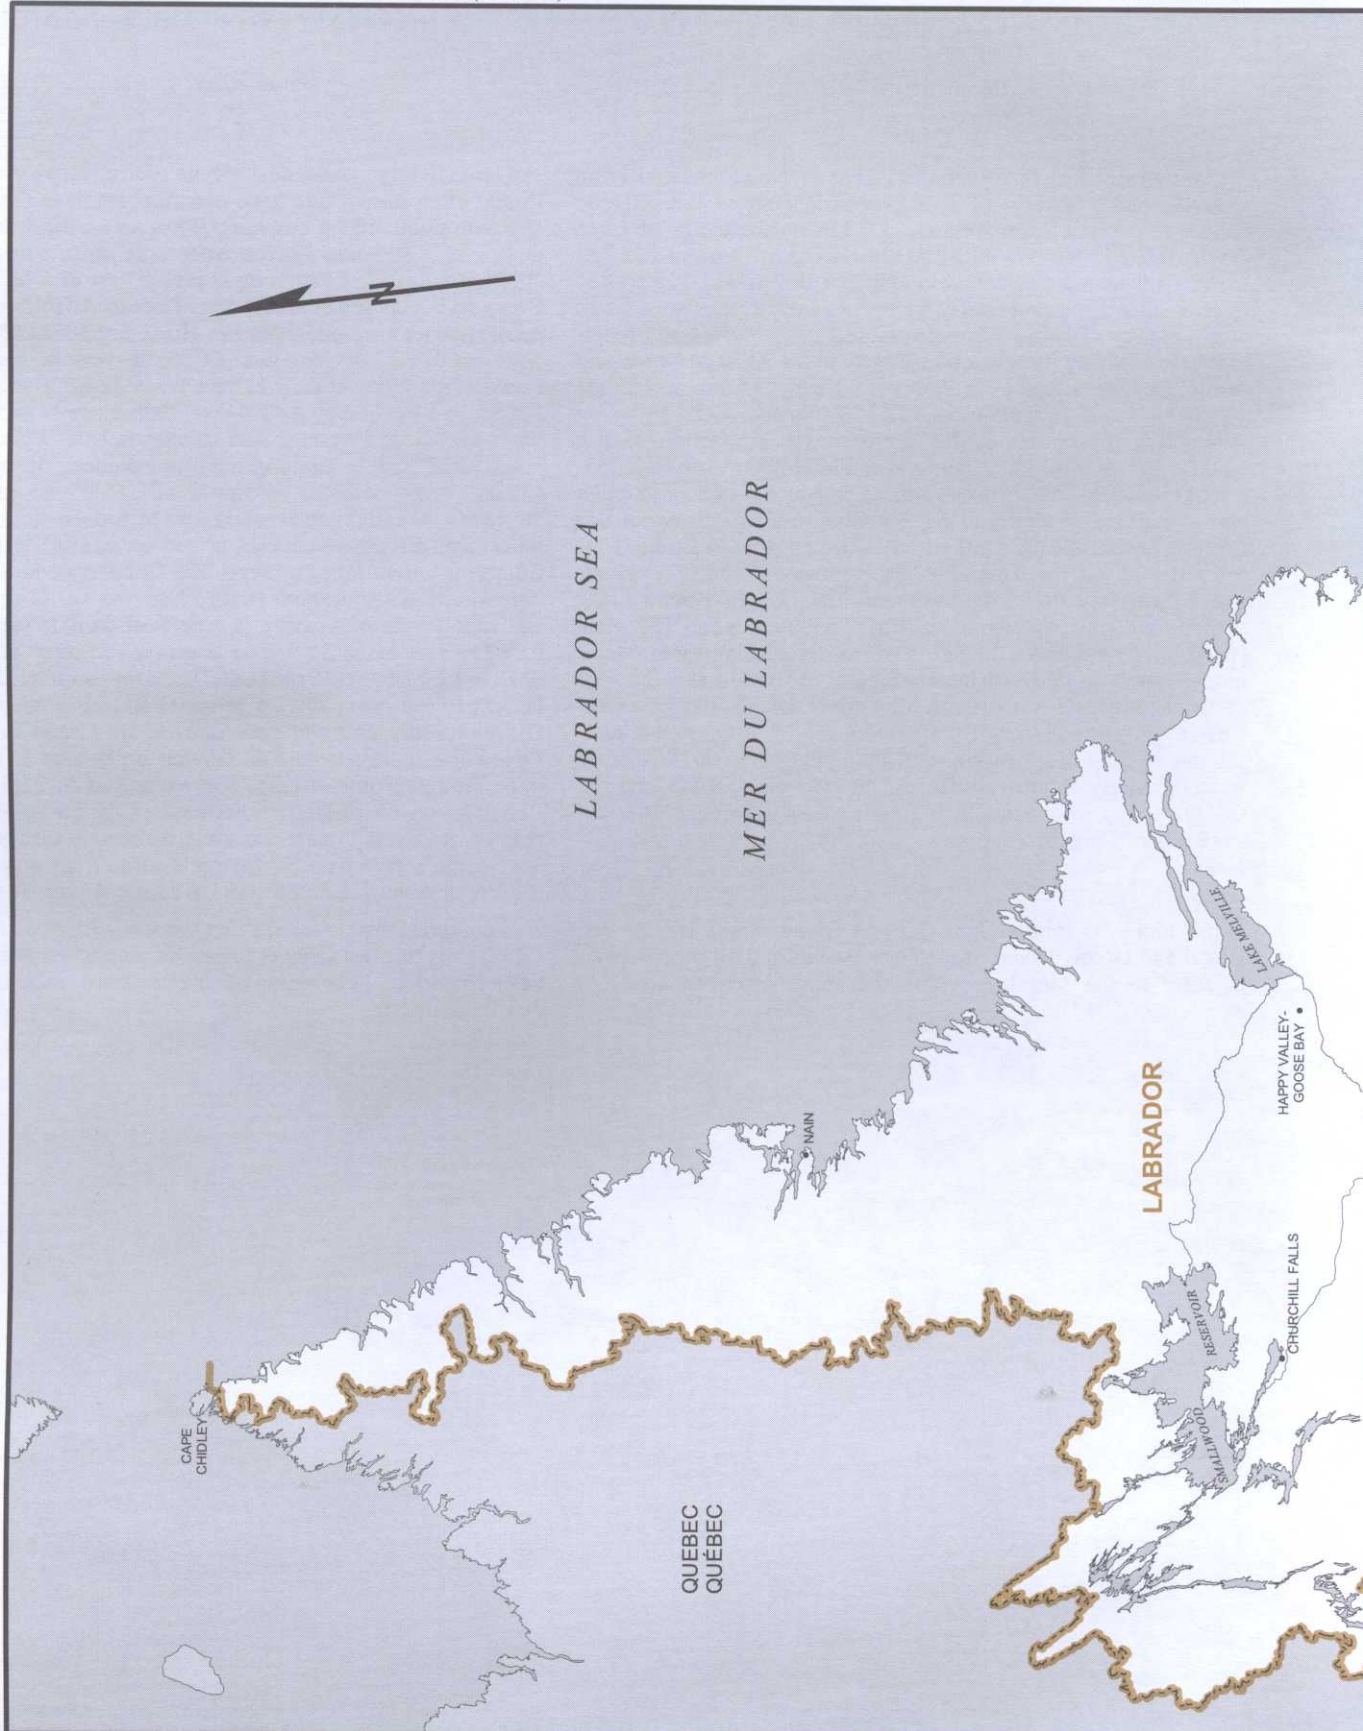 CAPE
CHIDLEY
N
LABRADOR SEA
MER DU LABRADOR
QUEBEC
QUÉBEC
NAIN
LABRADOR
LAKE MELVILLE
HAPPY VALLEY-
GOOSE BAY
SMALLWOOD
RESERVOIR
CHURCHILL FALLS